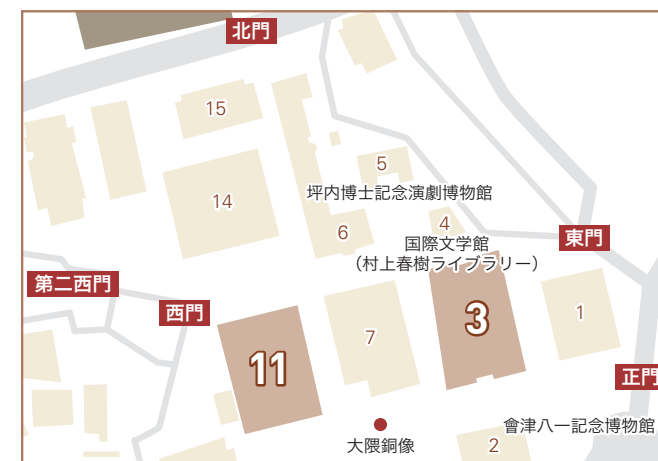 北門
15
5
14
坪内博士記念演劇博物館
4
6
国際文学館
（村上春樹ライブラリー）
東門
第二西門
西門
3
1
7
11
正門
大隈銅像
會津八一記念博物館
2